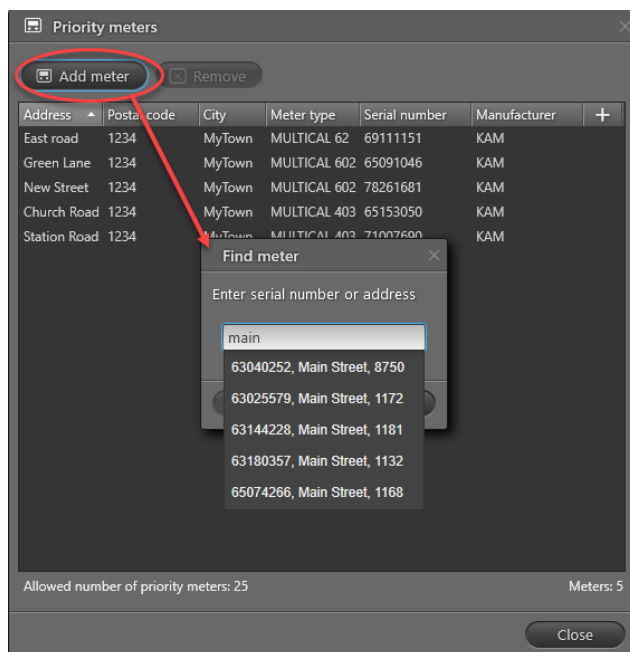 Priority meters
Add meter Remove
Address Postal code City Meter type Serial number Manufacturer +
East road 1234 MyTown MULTICAL 62 69111151 KAM
Green Lane 1234 MyTown MULTICAL 602 65091046 KAM
New Street 1234 MyTown MULTICAL 602 78261681 KAM
Church Road 1234 MyTown MULTICAL 403 65153050 KAM
Station Road 1234 MyTown MULTICAL 403 71007690 KAM
Find meter
Enter serial number or address
main
63040252, Main Street, 8750
63025579, Main Street, 1172
63144228, Main Street, 1181
63180357, Main Street, 1132
65074266, Main Street, 1168
Allowed number of priority meters: 25 Meters: 5
Close